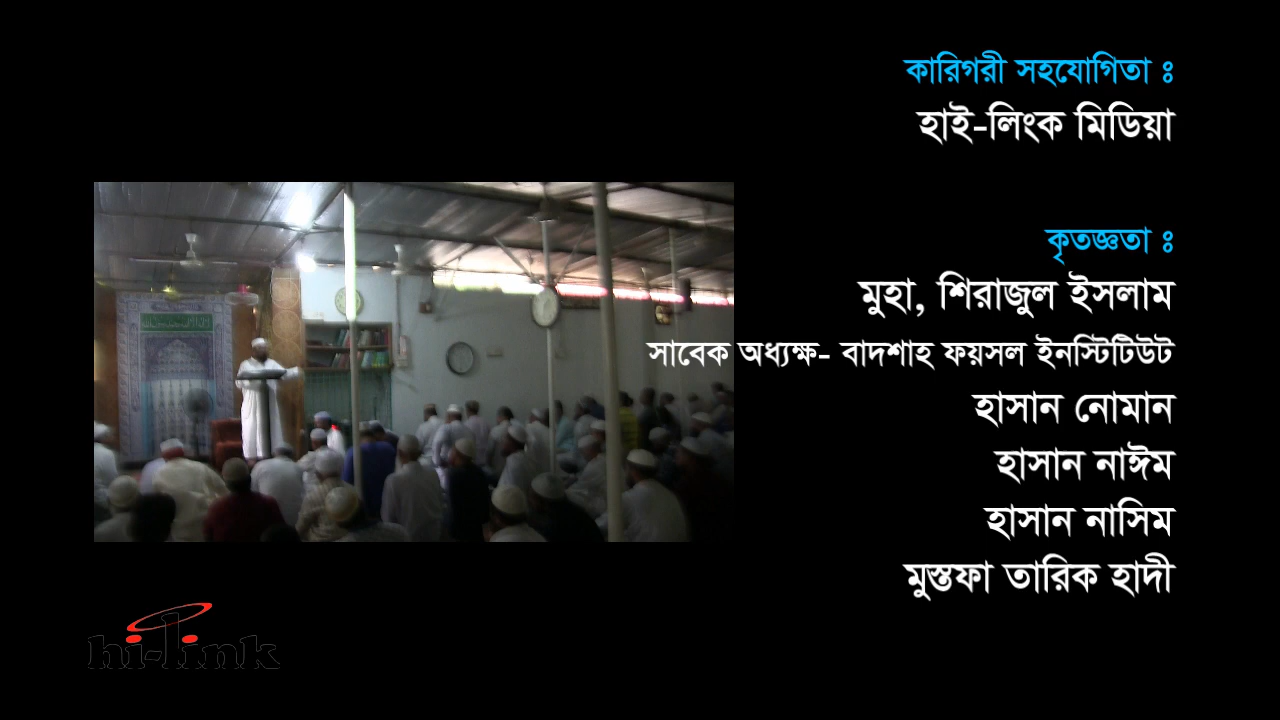 কারিগরী সহযোগিতা ঃ
হাই-লিংক মিডিয়া
কৃতজ্ঞতা ঃ
মুহা, শিরাজুল ইসলাম
সাবেক অধ্যক্ষ- বাদশাহ ফয়সল ইনস্টিটিউট
হাসান নোমান
হাসান নাঈম
হাসান নাসিম
মুস্তফা তারিক হাদী
hi-link